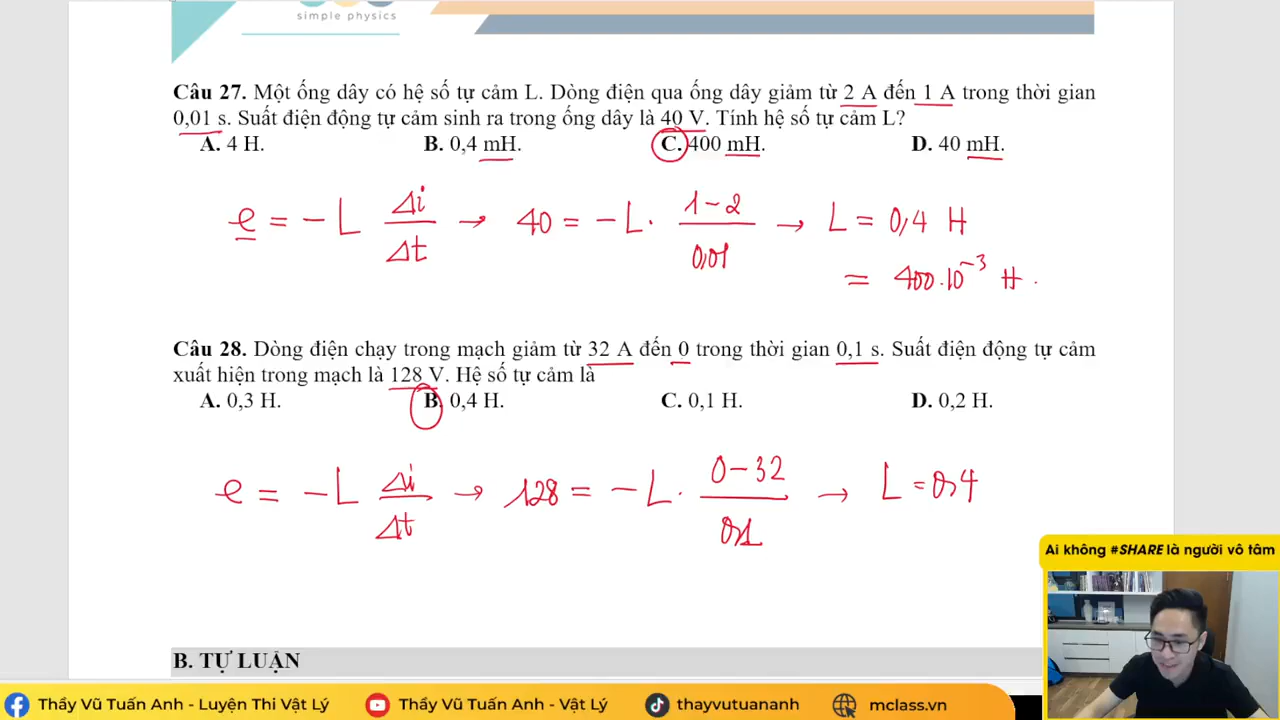 simple physics
Câu 27. Một ống dây có hệ số tự cảm L. Dòng điện qua ống dây giảm từ 2 A đến 1 A trong thời gian
0,01 s. Suất điện động tự cảm sinh ra trong ống dây là 40 V. Tính hệ số tự cảm L?
A. 4 H. B. 0,4 mH. C. 400 mH. D. 40 mH.
e = −L Δi/Δt → 40 = −L. (1−2)/0,01 → L = 0,4 H
= 400.10⁻³ H.
Câu 28. Dòng điện chạy trong mạch giảm từ 32 A đến 0 trong thời gian 0,1 s. Suất điện động tự cảm
xuất hiện trong mạch là 128 V. Hệ số tự cảm là
A. 0,3 H. B. 0,4 H. C. 0,1 H. D. 0,2 H.
e = −L Δi/Δt → 128 = −L. (0−32)/0,1 → L = 0,4
Ai không #SHARE là người vô tâm
B. TỰ LUẬN
Thầy Vũ Tuấn Anh - Luyện Thi Vật Lý Thầy Vũ Tuấn Anh - Vật Lý thayvutuananh mclass.vn